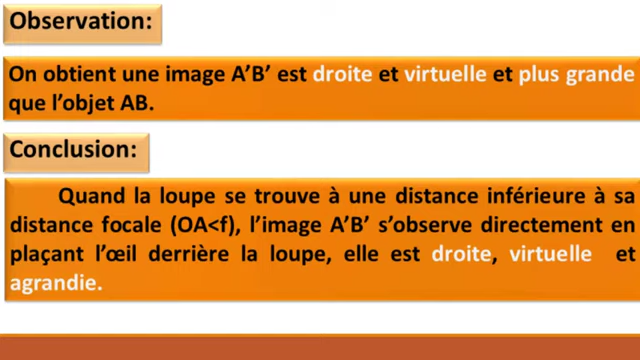 Observation:
On obtient une image A’B’ est droite et virtuelle et plus grande
que l’objet AB.
Conclusion:
Quand la loupe se trouve à une distance inférieure à sa
distance focale (OA<f), l’image A’B’ s’observe directement en
plaçant l’œil derrière la loupe, elle est droite, virtuelle et
agrandie.